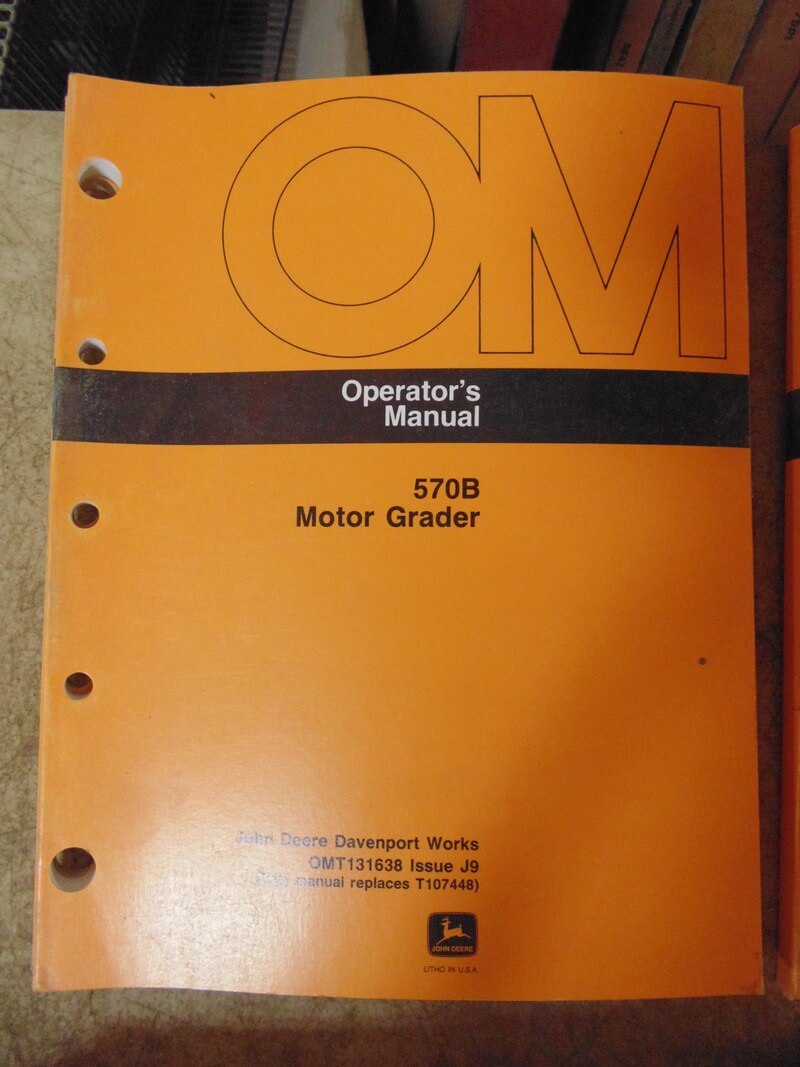 OM
Operator's
Manual
570B
Motor Grader
John Deere Davenport Works
OMT131638 Issue J9
manual replaces T107448)
JOHN DEERE
LITHO IN U.S.A.